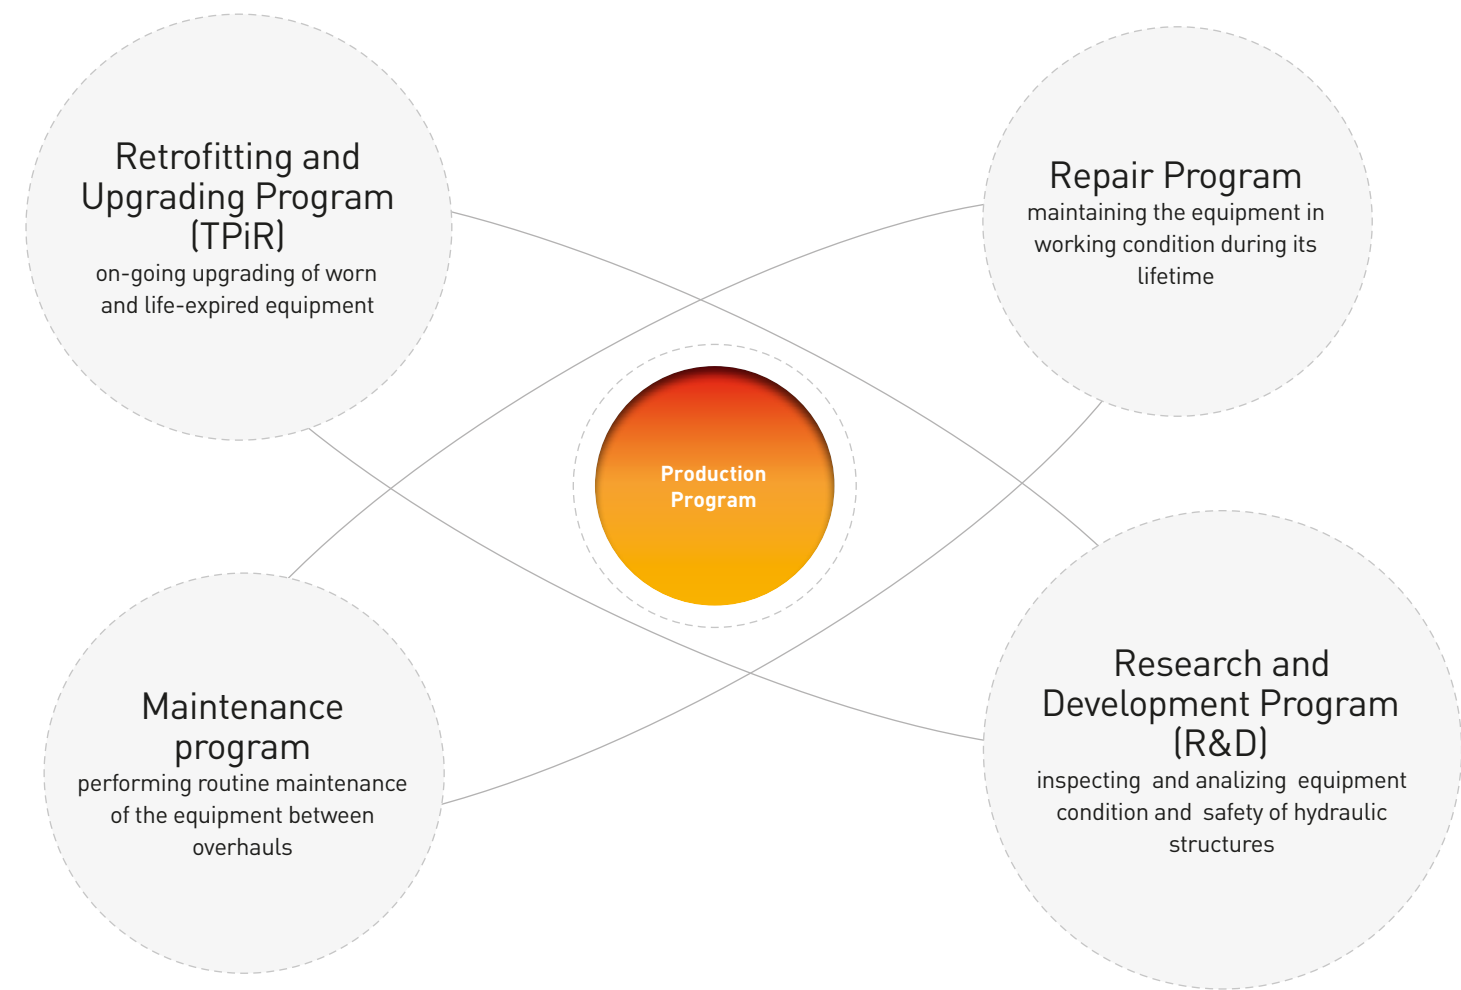 Retrofitting and
Upgrading Program
(TPiR)
on-going upgrading of worn
and life-expired equipment
Repair Program
maintaining the equipment in
working condition during its
lifetime
Production
Program
Maintenance
program
performing routine maintenance
of the equipment between
overhauls
Research and
Development Program
(R&D)
inspecting and analizing equipment
condition and safety of hydraulic
structures